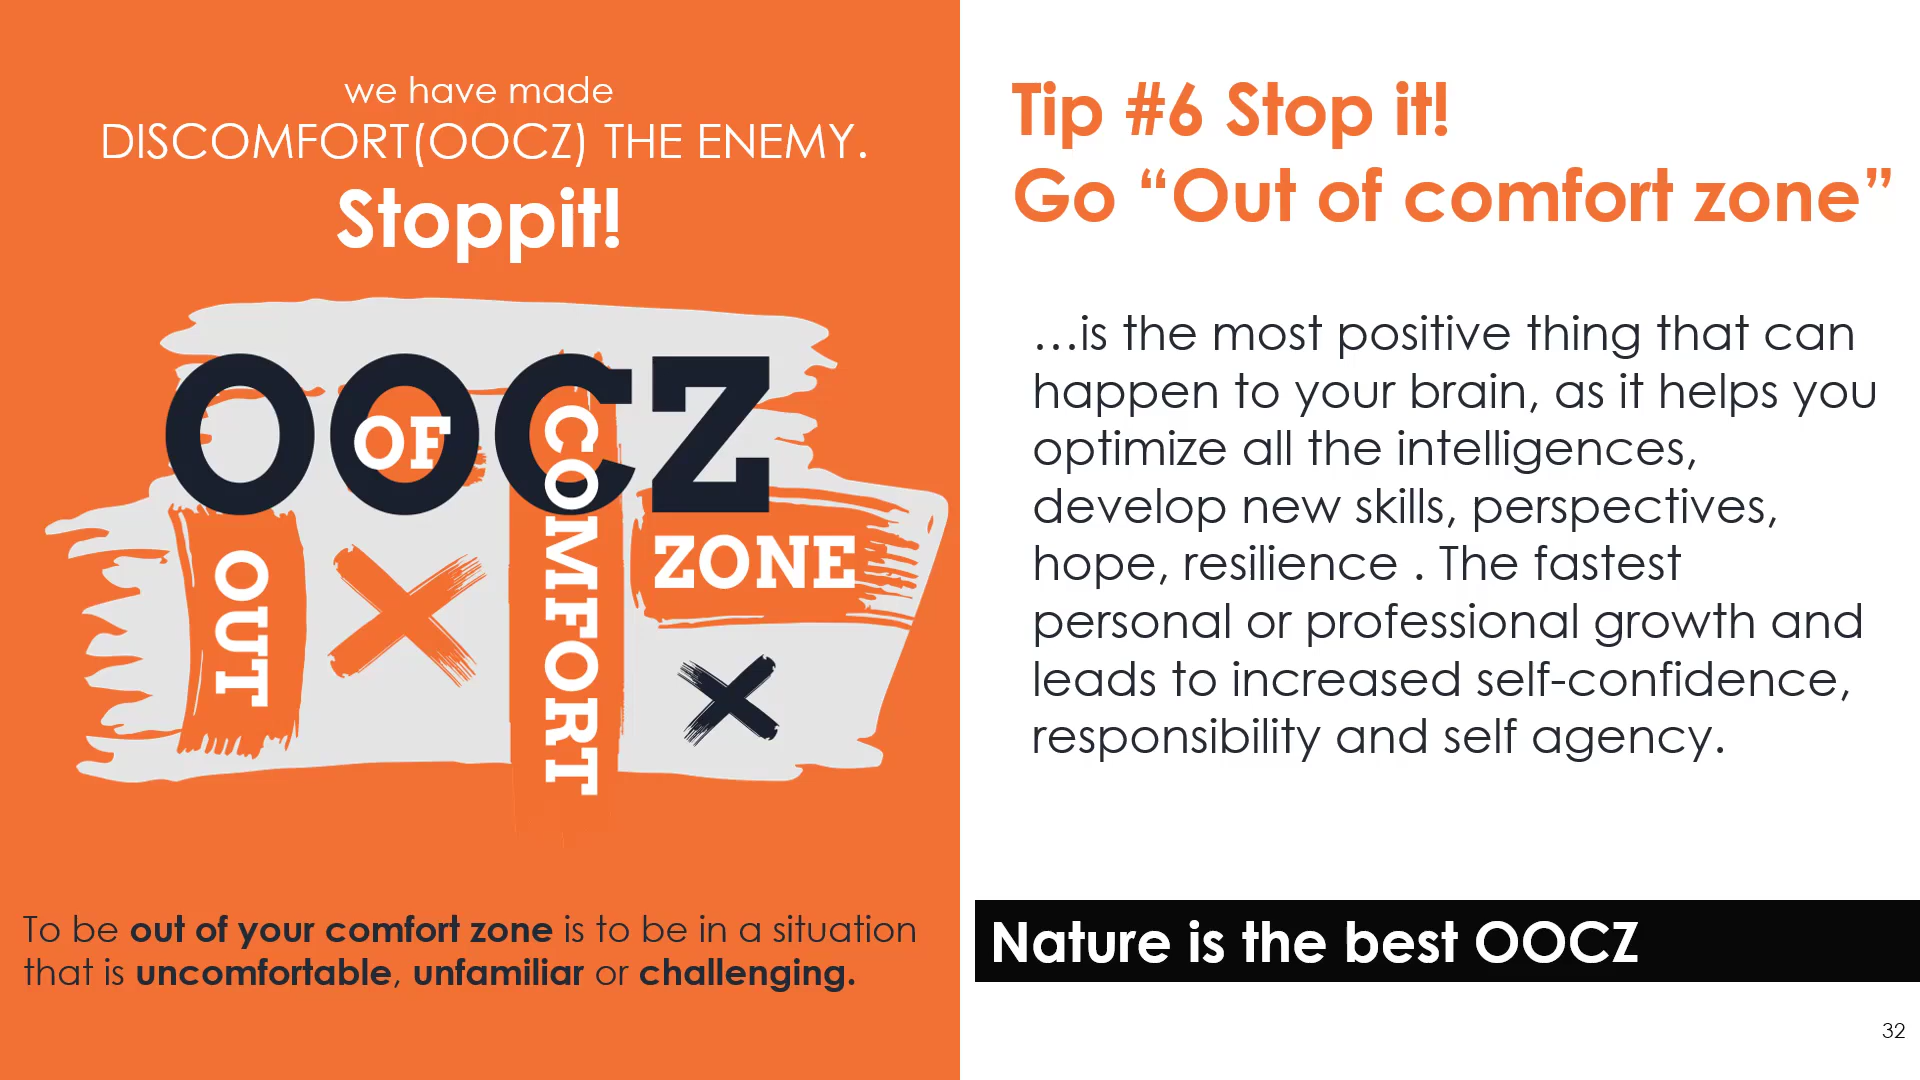 we have made
DISCOMFORT(OOCZ) THE ENEMY.
Stoppit!
OOCZ
OUT
OF
COMFORT
ZONE
To be out of your comfort zone is to be in a situation
that is uncomfortable, unfamiliar or challenging.
Tip #6 Stop it!
Go “Out of comfort zone”
…is the most positive thing that can
happen to your brain, as it helps you
optimize all the intelligences,
develop new skills, perspectives,
hope, resilience . The fastest
personal or professional growth and
leads to increased self-confidence,
responsibility and self agency.
Nature is the best OOCZ
32